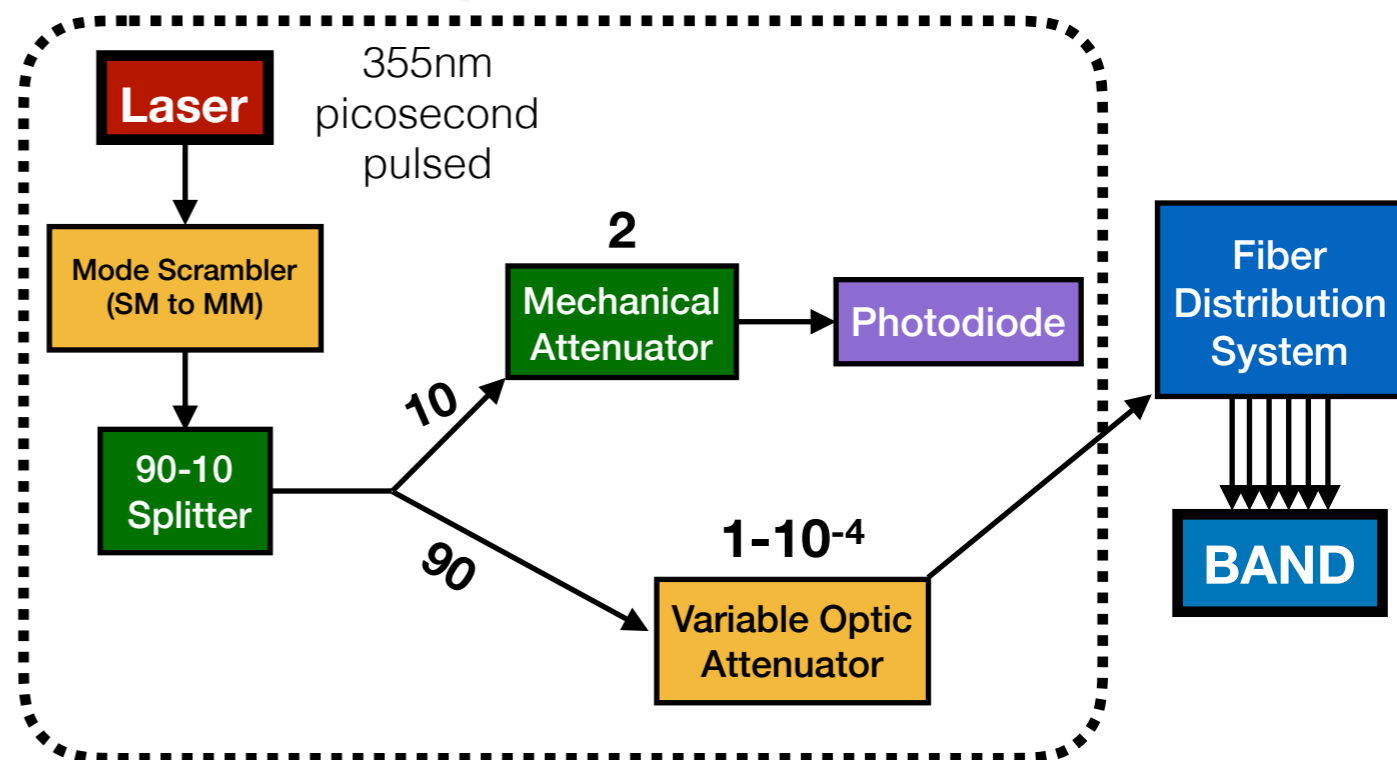 Laser
355nm
picosecond
pulsed
Mode Scrambler
(SM to MM)
90-10
Splitter
10
90
2
Mechanical
Attenuator
Photodiode
1-10⁻⁴
Variable Optic
Attenuator
Fiber
Distribution
System
BAND